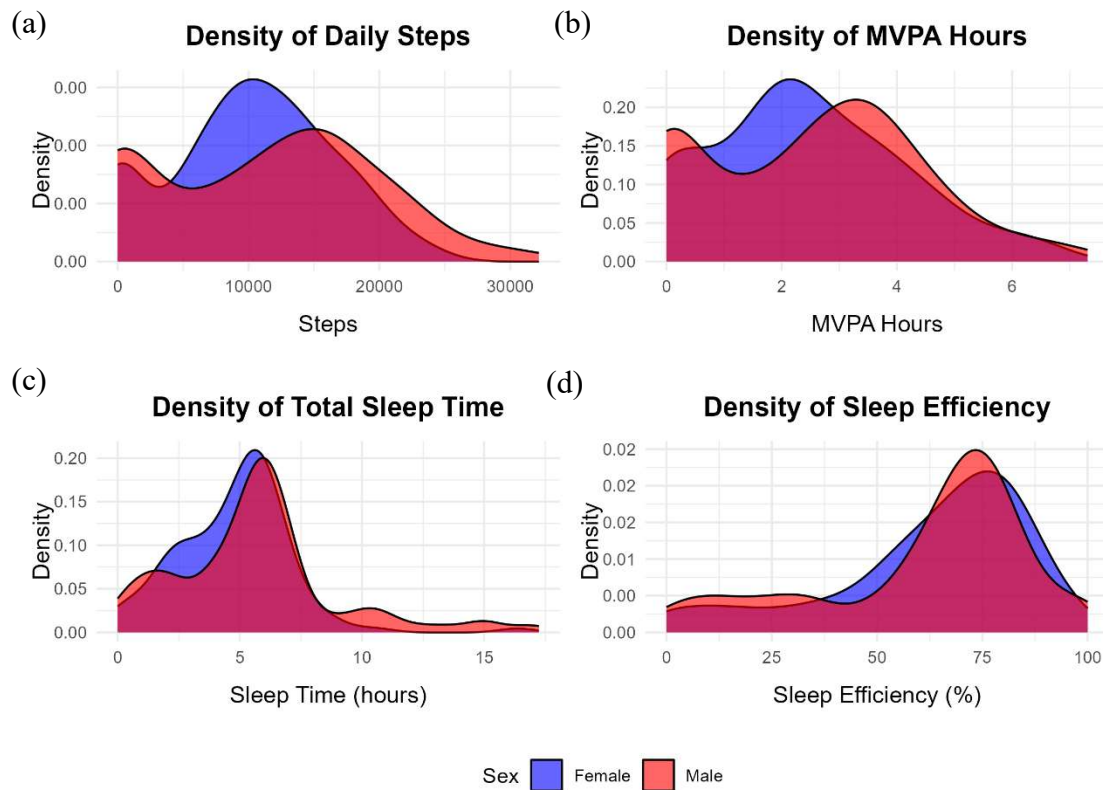 (a)
Density of Daily Steps
Density
0.00
0.00
0.00
0.00
0
10000
20000
30000
Steps
(b)
Density of MVPA Hours
Density
0.20
0.15
0.10
0.05
0.00
0
2
4
6
MVPA Hours
(c)
Density of Total Sleep Time
Density
0.20
0.15
0.10
0.05
0.00
0
5
10
15
Sleep Time (hours)
(d)
Density of Sleep Efficiency
Density
0.02
0.02
0.02
0.01
0.00
0.00
0
25
50
75
100
Sleep Efficiency (%)
Sex Female Male